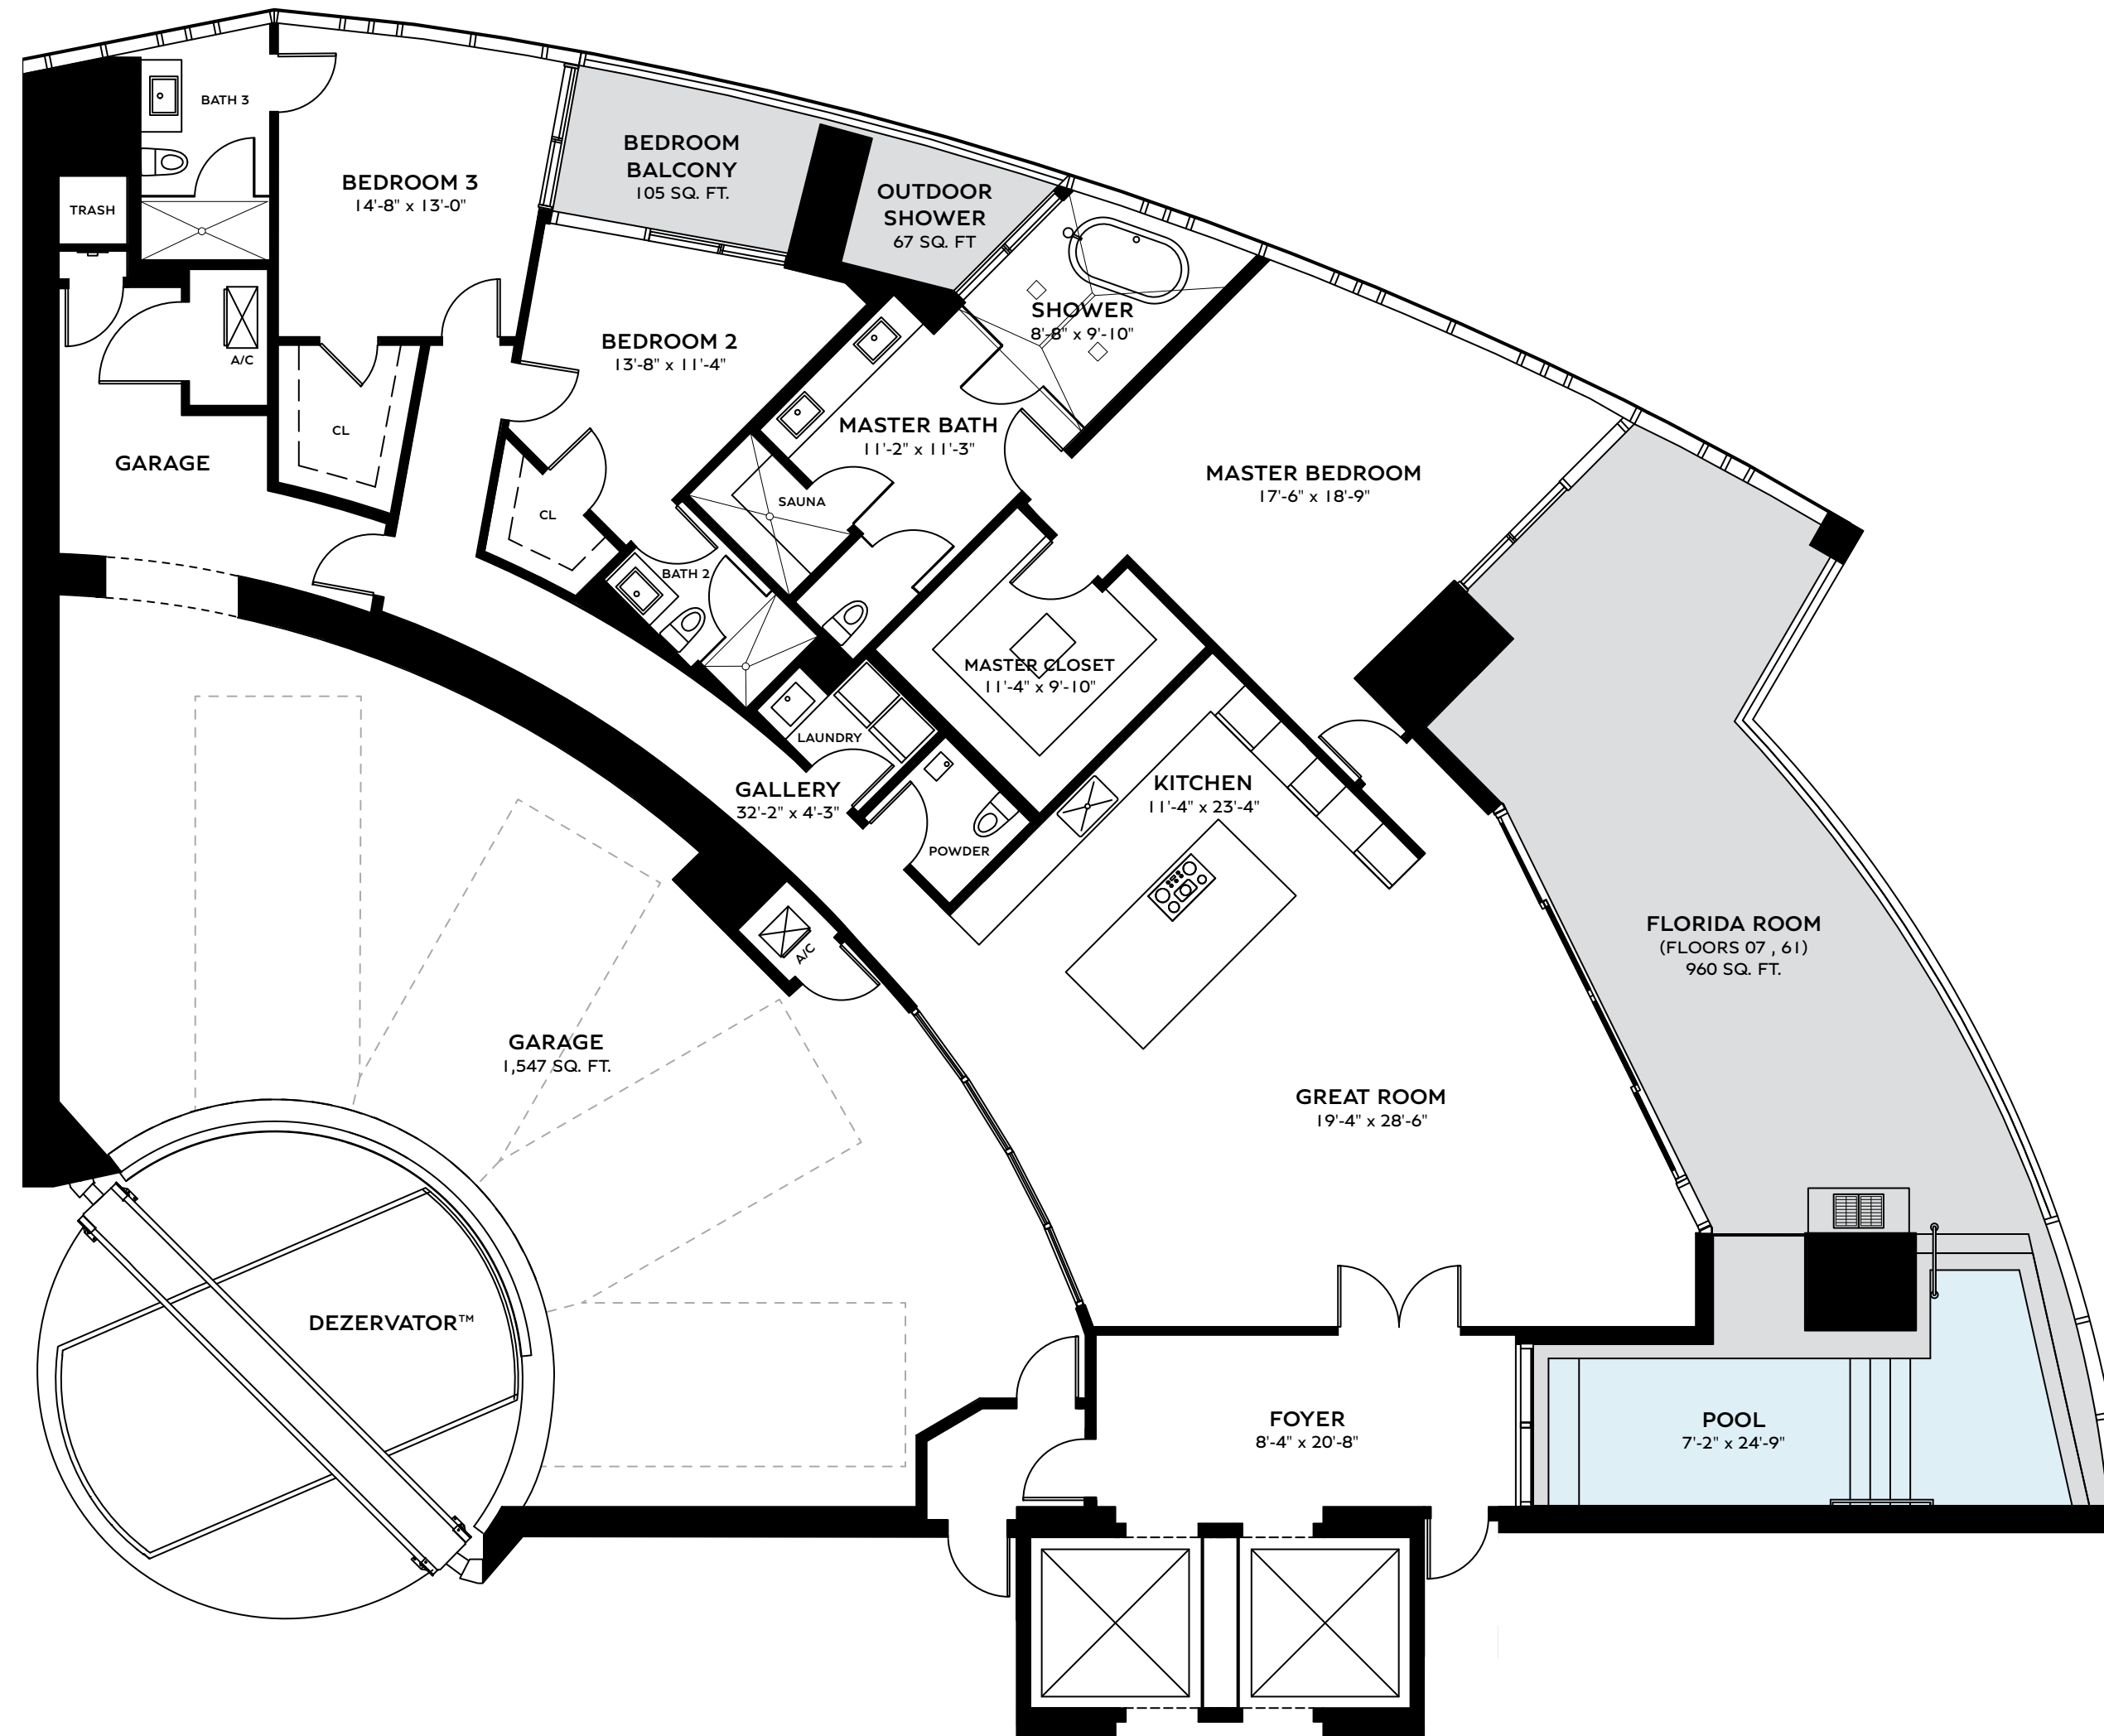 BATH 3
BEDROOM 3
14'-8" x 13'-0"
BEDROOM
BALCONY
105 SQ. FT.
OUTDOOR
SHOWER
67 SQ. FT
TRASH
A/C
CL
GARAGE
BEDROOM 2
13'-8" x 11'-4"
SHOWER
8'-8" x 9'-10"
MASTER BATH
11'-2" x 11'-3"
SAUNA
CL
BATH 2
MASTER BEDROOM
17'-6" x 18'-9"
MASTER CLOSET
11'-4" x 9'-10"
LAUNDRY
GALLERY
32'-2" x 4'-3"
POWDER
KITCHEN
11'-4" x 23'-4"
A/C
FLORIDA ROOM
(FLOORS 07 , 61)
960 SQ. FT.
GARAGE
1,547 SQ. FT.
GREAT ROOM
19'-4" x 28'-6"
DEZERVATOR™
FOYER
8'-4" x 20'-8"
POOL
7'-2" x 24'-9"